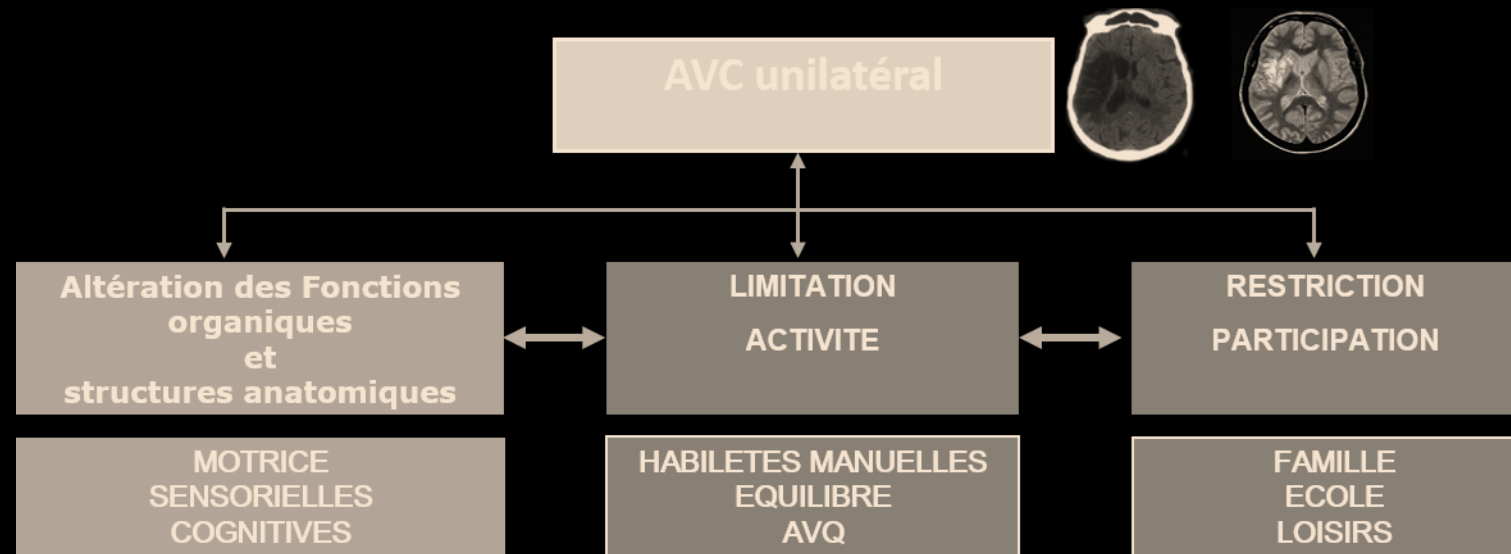 AVC unilatéral
Altération des Fonctions
organiques
et
structures anatomiques
LIMITATION
ACTIVITE
RESTRICTION
PARTICIPATION
MOTRICE
SENSORIELLES
COGNITIVES
HABILETES MANUELLES
EQUILIBRE
AVQ
FAMILLE
ECOLE
LOISIRS